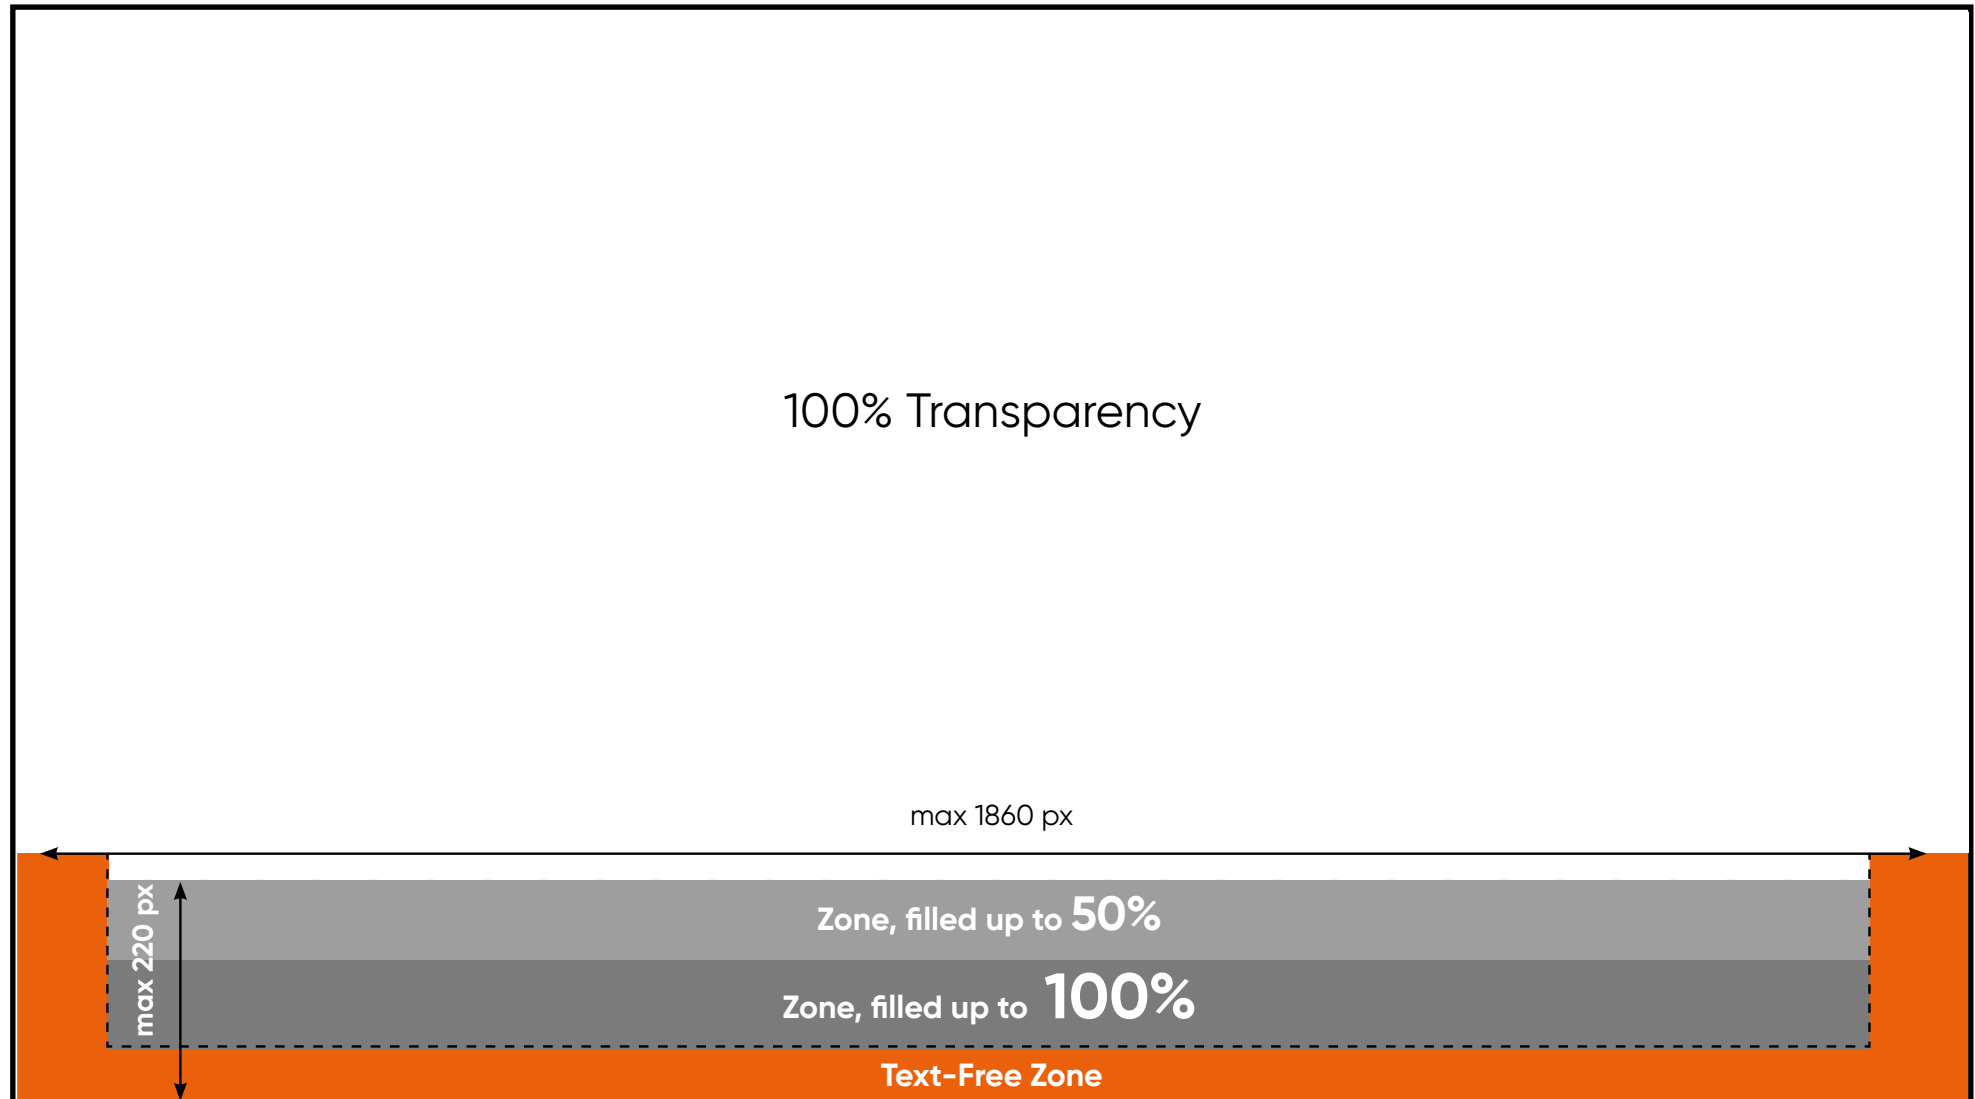 100% Transparency
max 1860 px
max 220 px
Zone, filled up to 50%
Zone, filled up to 100%
Text-Free Zone